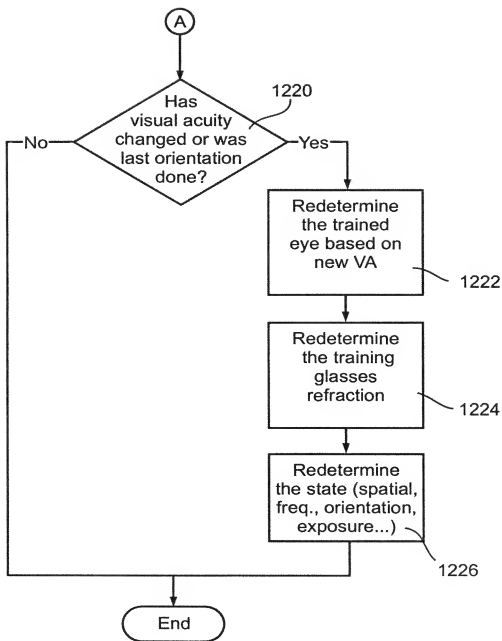 A
1220
Has
visual acuity
changed or was
last orientation
done?
No
Yes
Redetermine
the trained
eye based on
new VA
1222
Redetermine
the training
glasses
refraction
1224
Redetermine
the state (spatial,
freq., orientation,
exposure...)
1226
End